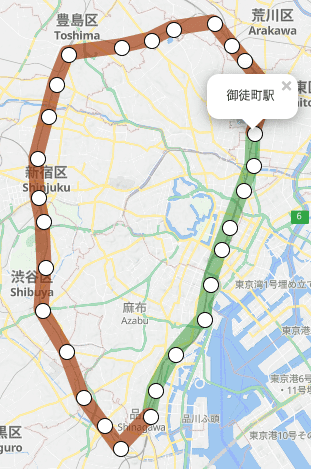 豊島区
Toshima
荒川区
Arakawa
御徒町駅
×
新宿区
Shinjuku
6
渋谷区
Shibuya
東京湾1号埋め立て
麻布
Azabu
東京港
東京港6号
・11号埋
品
Shinagawa
品川ふ頭
東京港10号その
黒区
guro